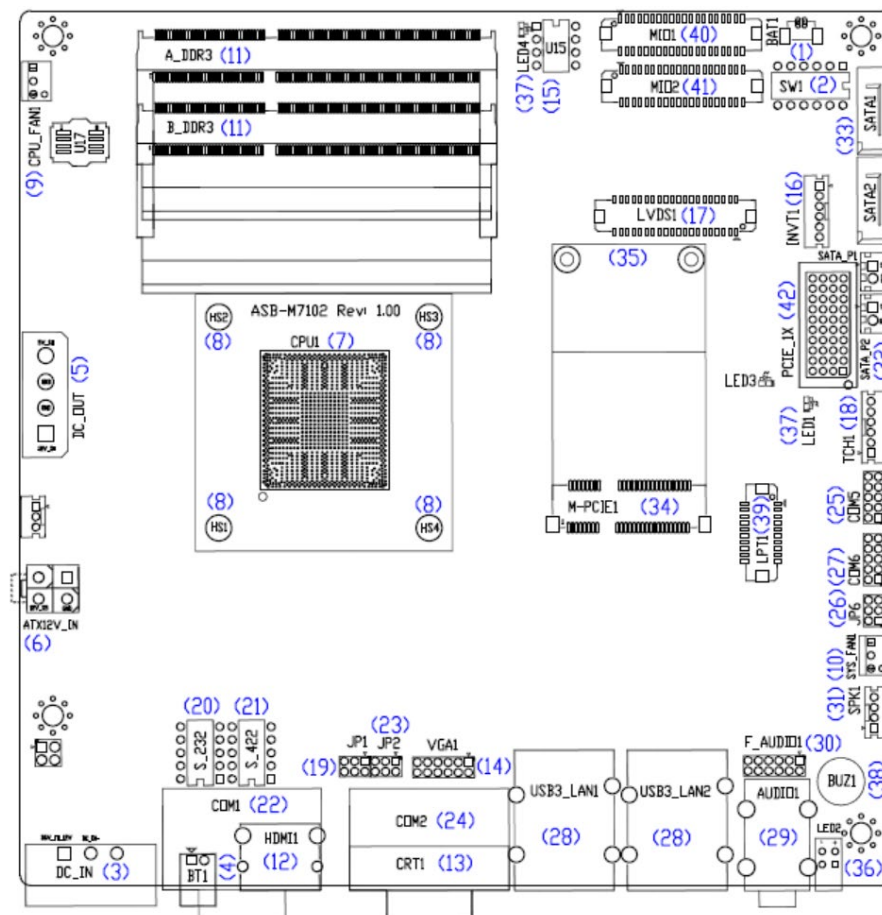 A_DDR3 (11)
B_DDR3 (11)
CPU_FAN1
(9)
U17
LED4
(37)
U15
(15)
MIO1 (40)
MIO2 (41)
BAT1
(1)
SW1 (2)
SATA1
(33)
SATA2
INVT1 (16)
LVDS1 (17)
(35)
SATA_P1
PCIE_1X (42)
SATA_P2
(33)
ASB-M7102 Rev: 1.00
HS2
(8)
HS3
(8)
CPU1 (7)
DC_OUT (5)
LED3
LED1
(37)
TCH1 (18)
HS1
(8)
HS4
(8)
M-PCIE1 (34)
LPT1 (39)
COM5 (25)
COM6 (27)
JP6 (26)
ATX12V_IN
(6)
SYS_FAN1 (10)
SPK1 (31)
S_232
(20)
S_422
(21)
JP1
(19)
JP2
(23)
VGA1
(14)
F_AUDIO1 (30)
BUZ1
(38)
COM1 (22)
COM2 (24)
USB3_LAN1
(28)
USB3_LAN2
(28)
AUDIO1
(29)
LED2
(36)
HDMI1
(12)
CRT1 (13)
DC_IN (3)
BT1
(4)